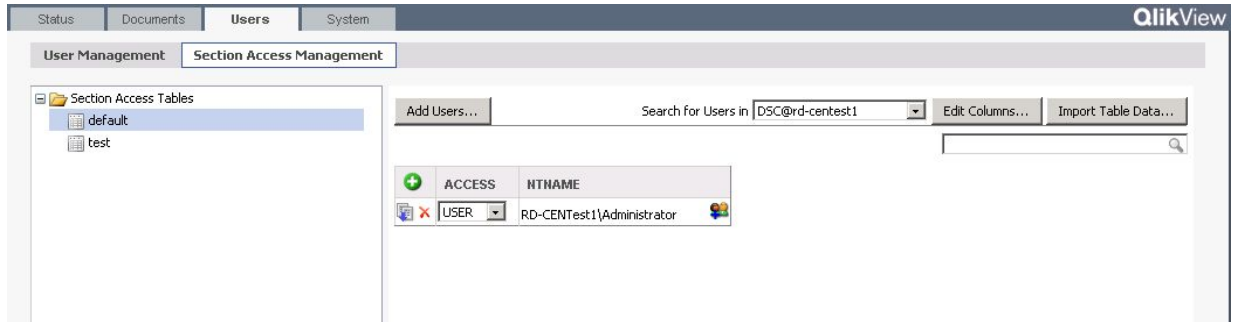 Status Documents Users System QlikView
User Management Section Access Management
Section Access Tables
default
test
Add Users... Search for Users in DSC@rd-centest1 Edit Columns... Import Table Data...
ACCESS NTNAME
USER RD-CENTest1\Administrator